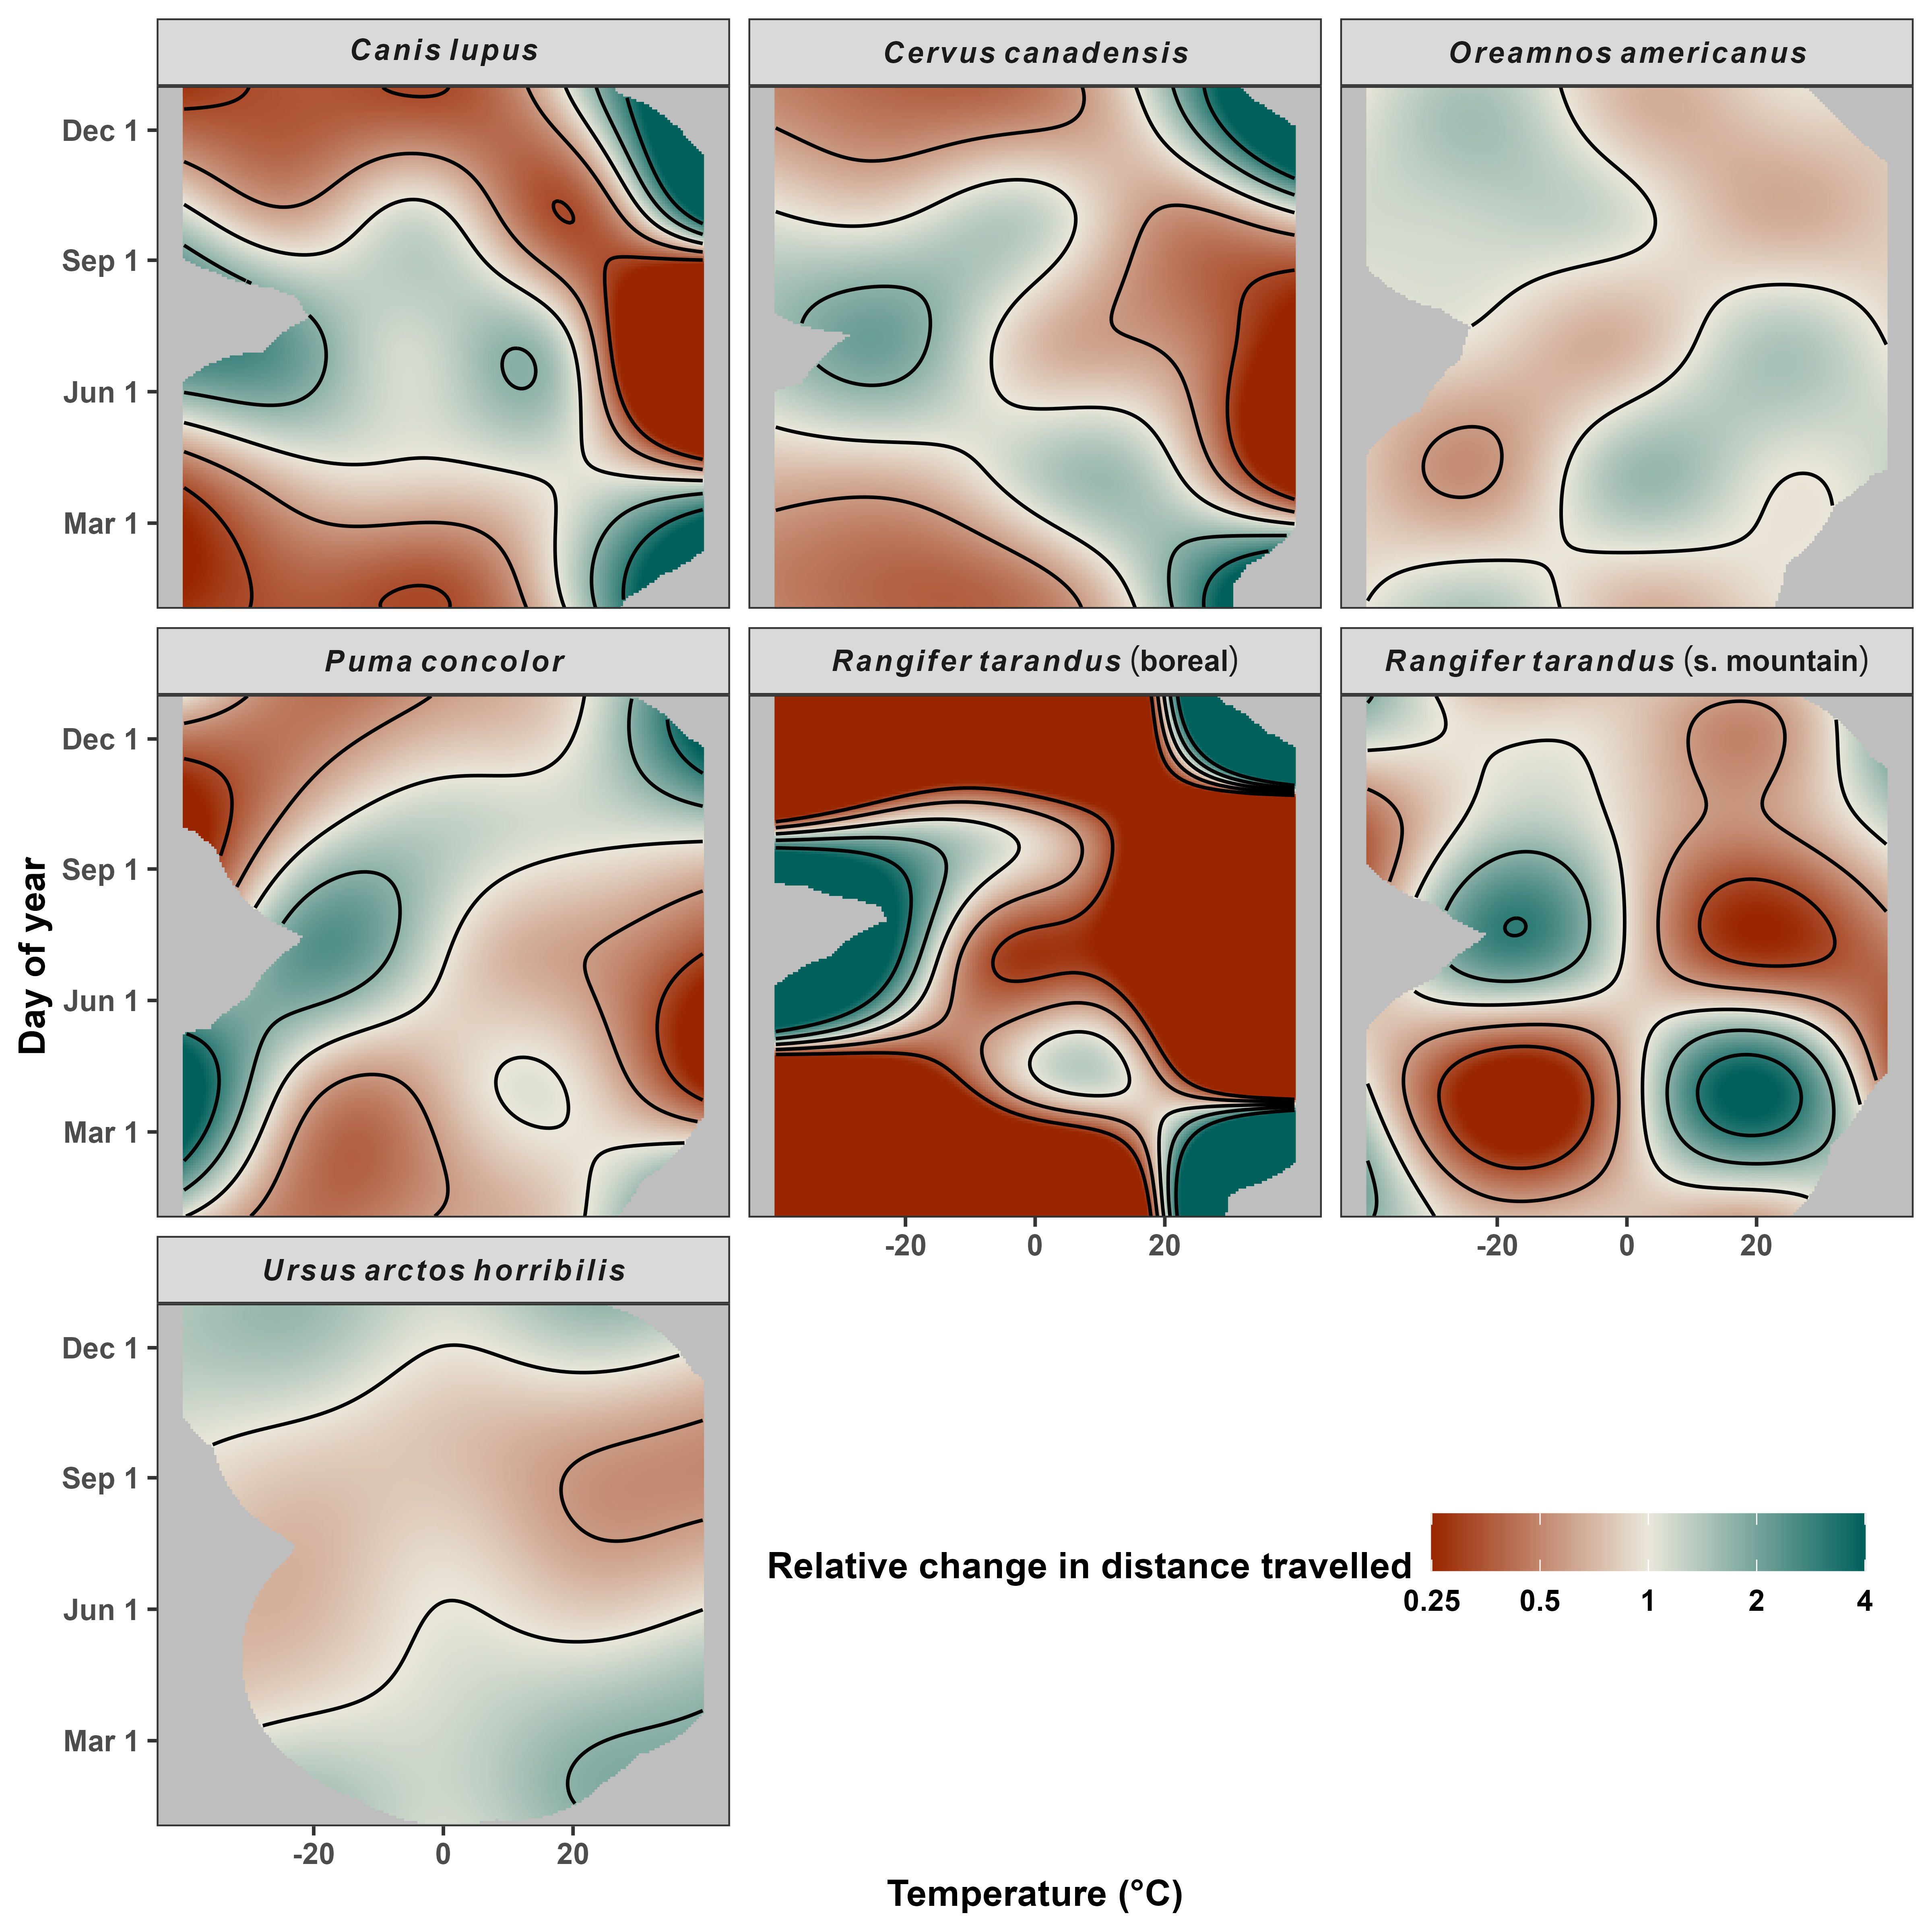 Canis lupus
Cervus canadensis
Oreamnos americanus
Dec 1
Sep 1
Jun 1
Mar 1
Puma concolor
Rangifer tarandus (boreal)
Rangifer tarandus (s. mountain)
Dec 1
Sep 1
Jun 1
Mar 1
-20 0 20
-20 0 20
Day of year
Ursus arctos horribilis
Dec 1
Sep 1
Jun 1
Mar 1
-20 0 20
Relative change in distance travelled
0.25 0.5 1 2 4
Temperature (°C)